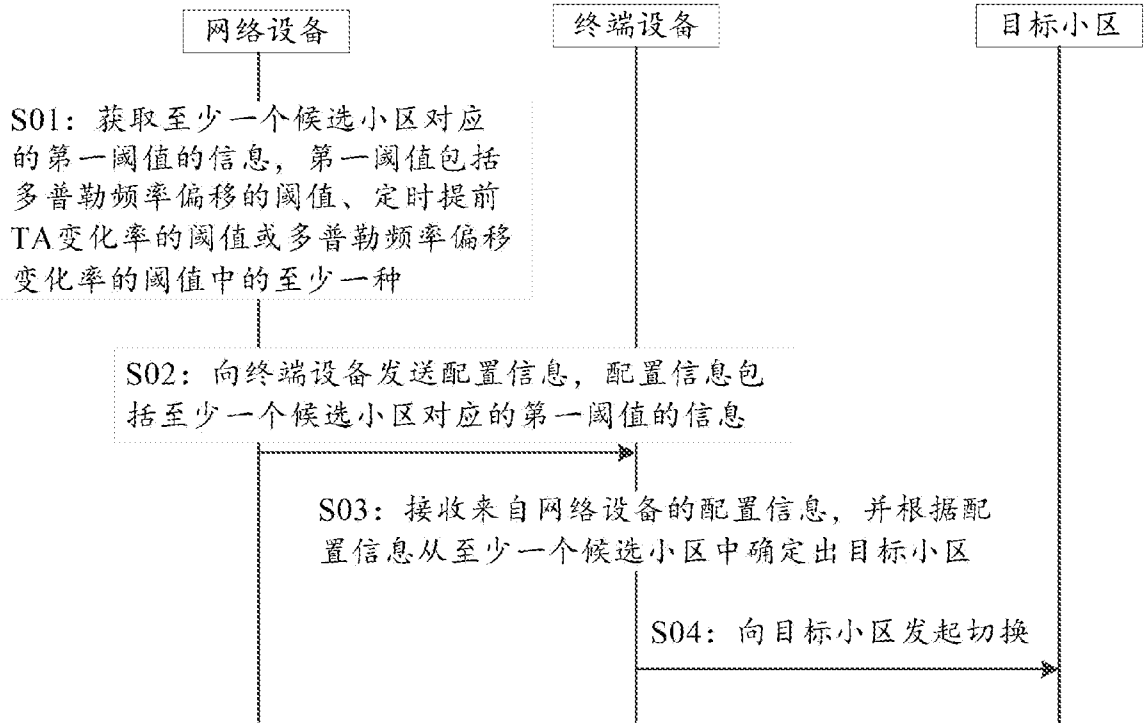 网络设备
终端设备
目标小区
S01：获取至少一个候选小区对应
的第一阈值的信息，第一阈值包括
多普勒频率偏移的阈值、定时提前
TA变化率的阈值或多普勒频率偏移
变化率的阈值中的至少一种
S02：向终端设备发送配置信息，配置信息包
括至少一个候选小区对应的第一阈值的信息
S03：接收来自网络设备的配置信息，并根据配
置信息从至少一个候选小区中确定出目标小区
S04：向目标小区发起切换